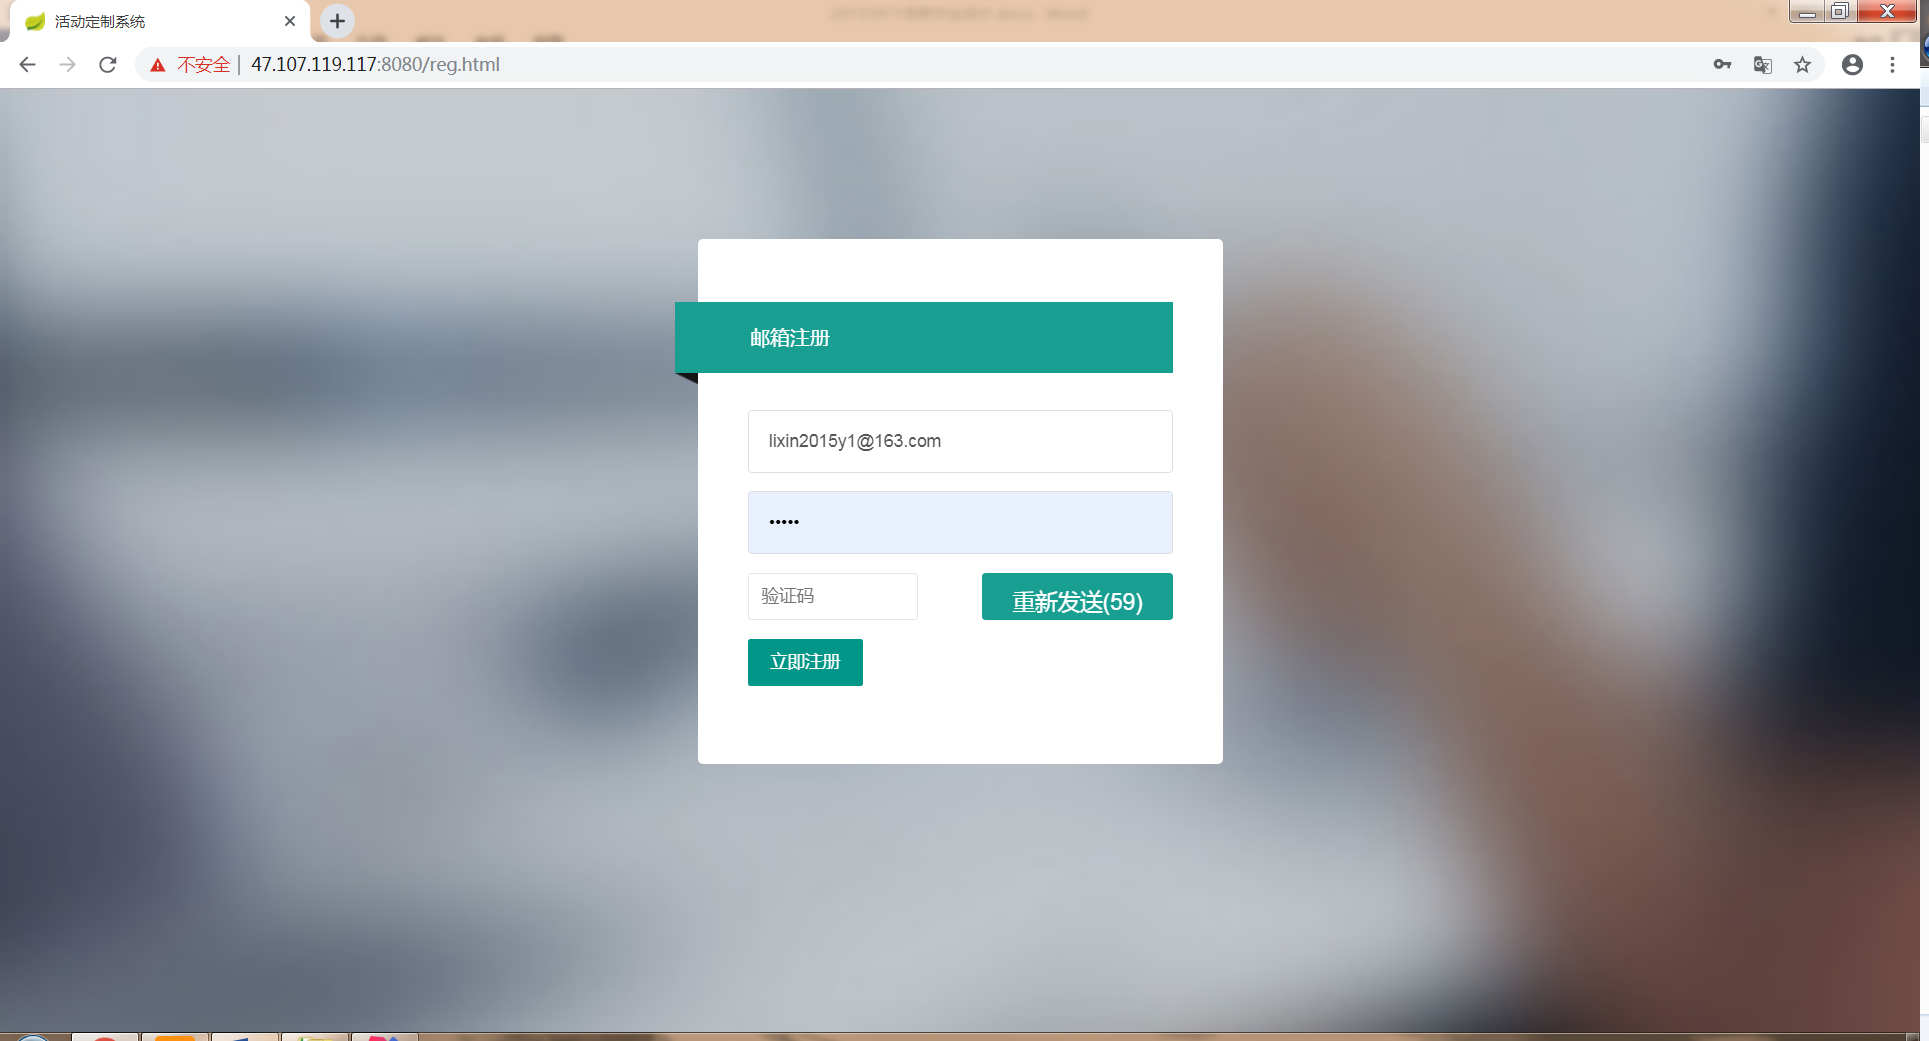 活动定制系统
不安全 | 47.107.119.117:8080/reg.html
邮箱注册
lixin2015y1@163.com
•••••
验证码
重新发送(59)
立即注册